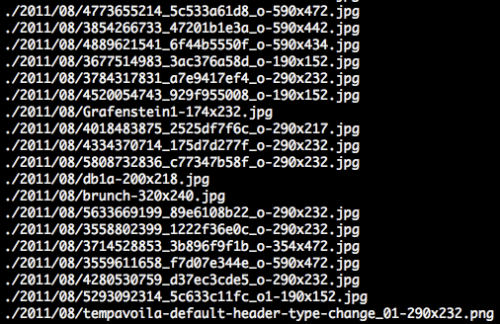 ./2011/08/4773655214_5c533a61d8_o-590x472.jpg
./2011/08/3854266733_47201b1e3a_o-590x442.jpg
./2011/08/4889621541_6f44b5550f_o-590x434.jpg
./2011/08/3677514983_3ac376a58d_o-190x152.jpg
./2011/08/3784317831_a7e9417ef4_o-290x232.jpg
./2011/08/4520054743_929f955008_o-190x152.jpg
./2011/08/Grafenstein1-174x232.jpg
./2011/08/4018483875_2525df7f6c_o-290x217.jpg
./2011/08/4334370714_175d7d277f_o-290x232.jpg
./2011/08/5808732836_c77347b58f_o-290x232.jpg
./2011/08/db1a-200x218.jpg
./2011/08/brunch-320x240.jpg
./2011/08/5633669199_89e6108b22_o-290x232.jpg
./2011/08/3558802399_1222f36e0c_o-290x232.jpg
./2011/08/3714528853_3b896f9f1b_o-354x472.jpg
./2011/08/3559611658_f7d07e344e_o-590x472.jpg
./2011/08/4280530759_d37ec3cde5_o-290x232.jpg
./2011/08/5293092314_5c633c11fc_o1-190x152.jpg
./2011/08/tempavoila-default-header-type-change_01-290x232.png